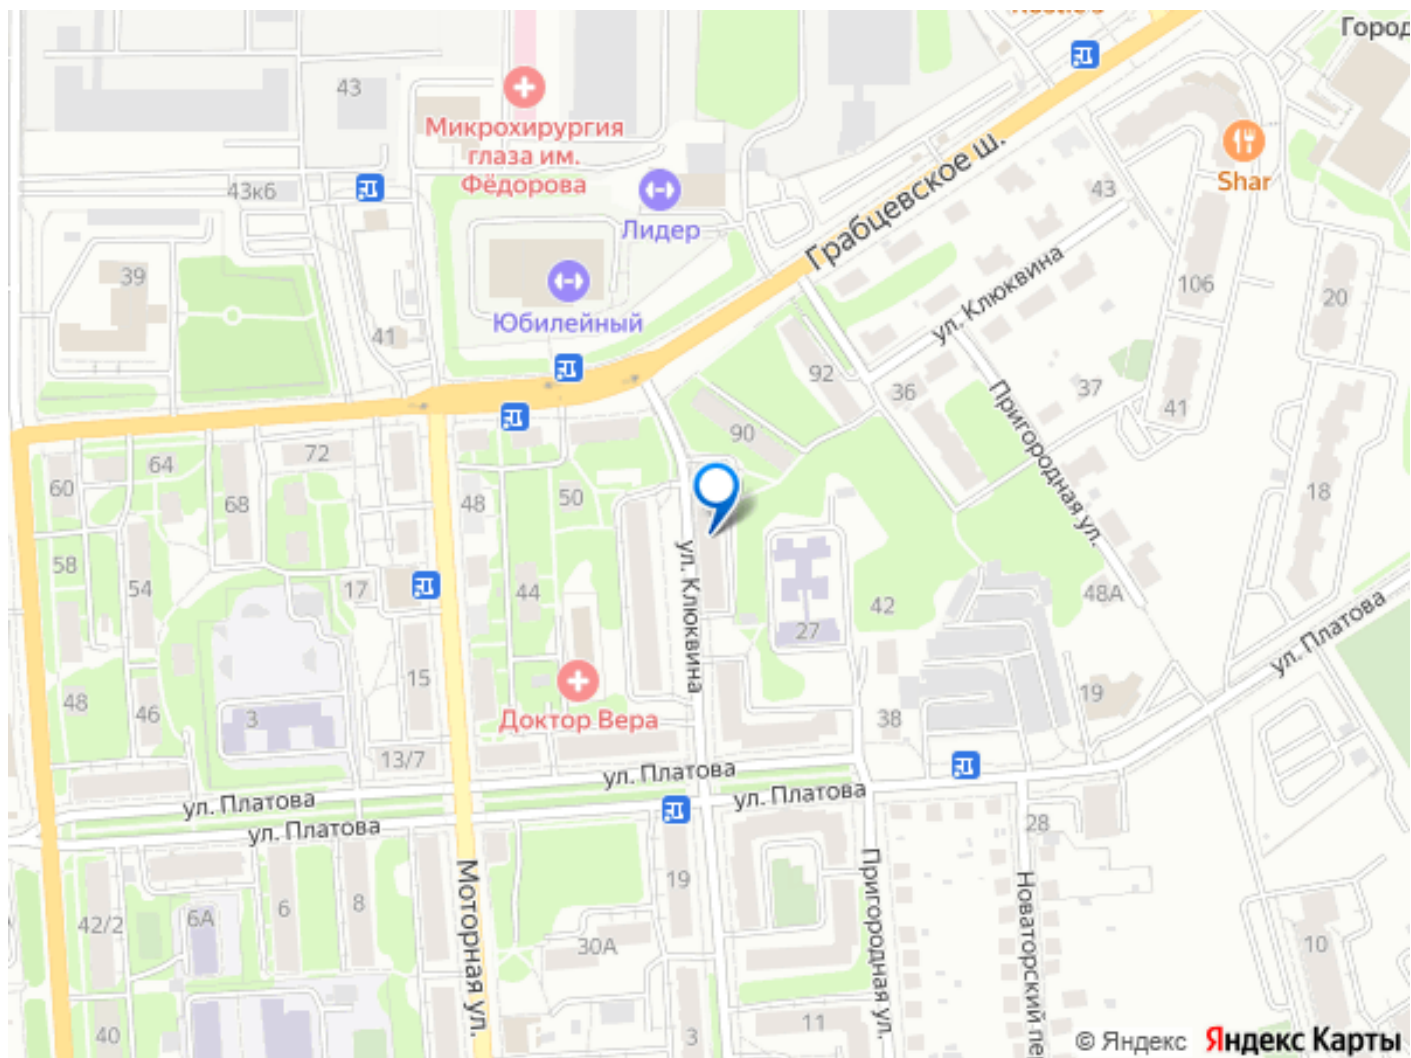 Город
43
Микрохирургия
глаза им.
Фёдорова
43к6
Лидер
Shar
43
Грабцевское ш.
39
Юбилейный
ул. Клюквина
106
20
41
92
36
37
41
Пригородная ул.
90
72
64
60
68
48
50
18
58
54
17
44
ул. Клюквина
42
48А
27
ул. Платова
15
48
46
3
Доктор Вера
38
19
13/7
ул. Платова
ул. Платова
ул. Платова
ул. Платова
28
Моторная ул.
Пригородная ул.
19
Новаторский пе
42/2
6А
6
8
30А
10
40
3
11
© Яндекс
Яндекс Карты